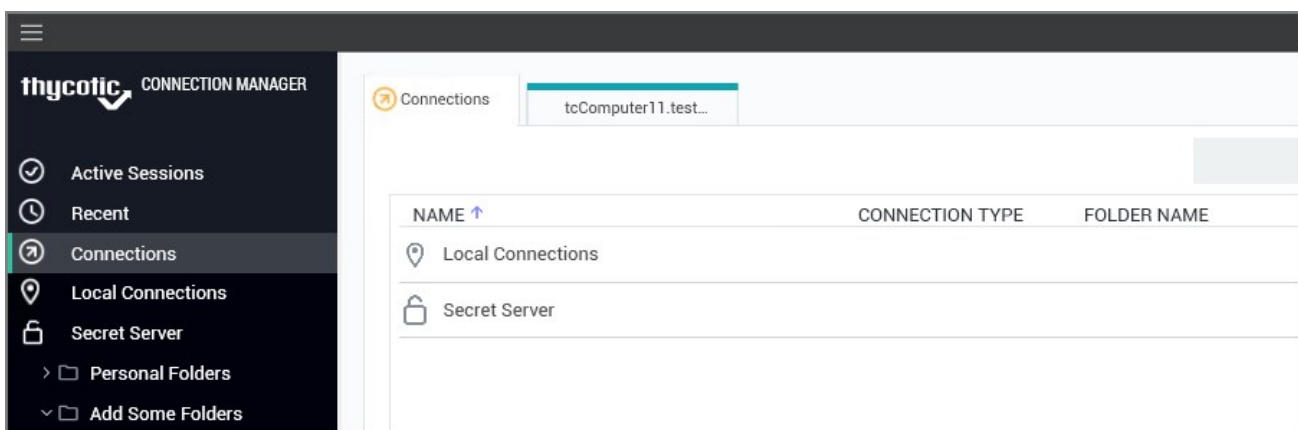 thycotic CONNECTION MANAGER
Connections
tcComputer11.test...
Active Sessions
Recent
Connections
Local Connections
Secret Server
Personal Folders
Add Some Folders
NAME CONNECTION TYPE FOLDER NAME
Local Connections
Secret Server